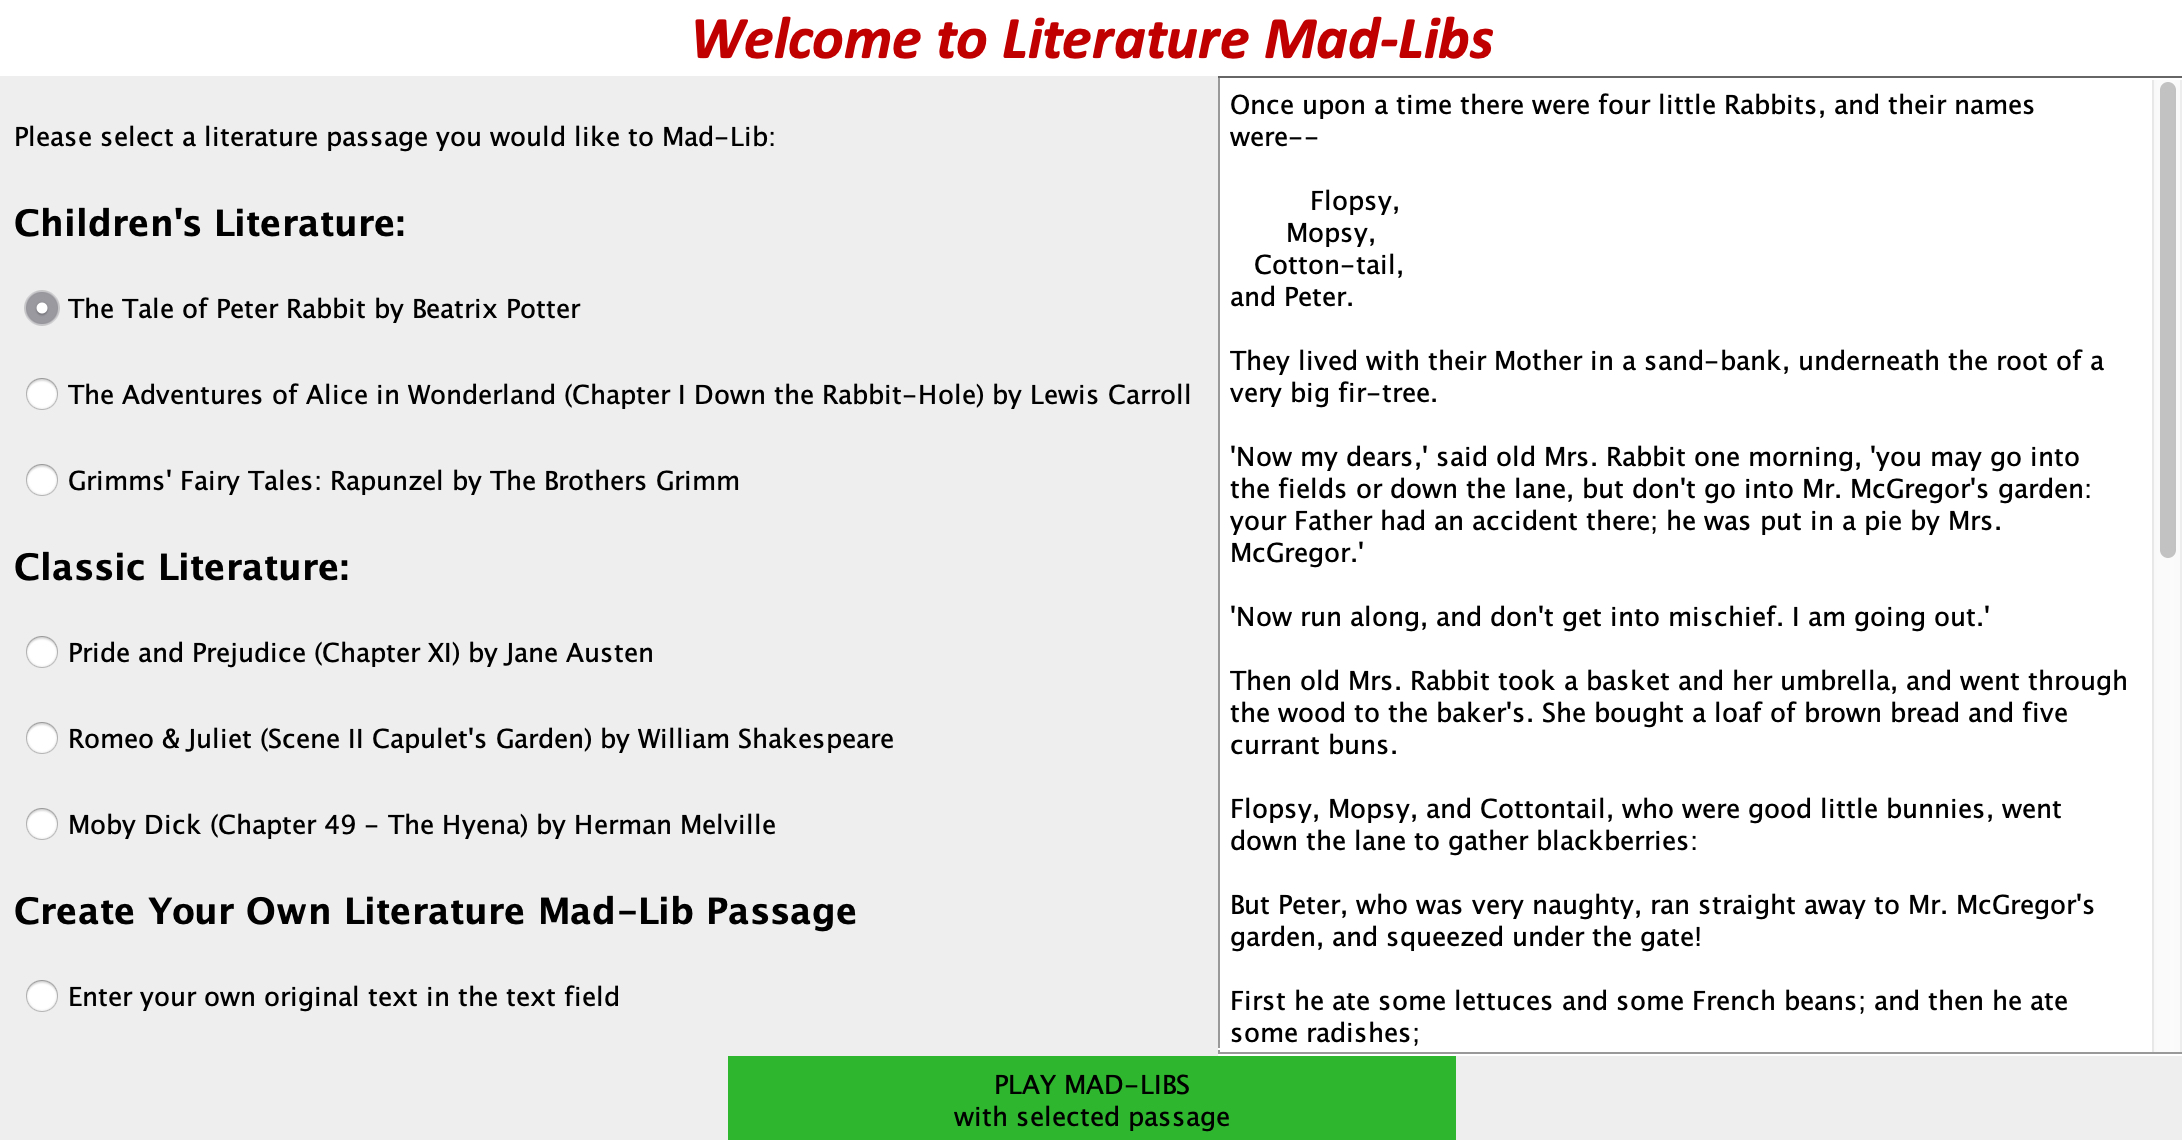 Welcome to Literature Mad-Libs
Please select a literature passage you would like to Mad-Lib:
Children's Literature:
The Tale of Peter Rabbit by Beatrix Potter
The Adventures of Alice in Wonderland (Chapter I Down the Rabbit-Hole) by Lewis Carroll
Grimms' Fairy Tales: Rapunzel by The Brothers Grimm
Classic Literature:
Pride and Prejudice (Chapter XI) by Jane Austen
Romeo & Juliet (Scene II Capulet's Garden) by William Shakespeare
Moby Dick (Chapter 49 - The Hyena) by Herman Melville
Create Your Own Literature Mad-Lib Passage
Enter your own original text in the text field
Once upon a time there were four little Rabbits, and their names
were--
Flopsy,
Mopsy,
Cotton-tail,
and Peter.
They lived with their Mother in a sand-bank, underneath the root of a
very big fir-tree.
'Now my dears,' said old Mrs. Rabbit one morning, 'you may go into
the fields or down the lane, but don't go into Mr. McGregor's garden:
your Father had an accident there; he was put in a pie by Mrs.
McGregor.'
'Now run along, and don't get into mischief. I am going out.'
Then old Mrs. Rabbit took a basket and her umbrella, and went through
the wood to the baker's. She bought a loaf of brown bread and five
currant buns.
Flopsy, Mopsy, and Cottontail, who were good little bunnies, went
down the lane to gather blackberries:
But Peter, who was very naughty, ran straight away to Mr. McGregor's
garden, and squeezed under the gate!
First he ate some lettuces and some French beans; and then he ate
some radishes;
PLAY MAD-LIBS
with selected passage